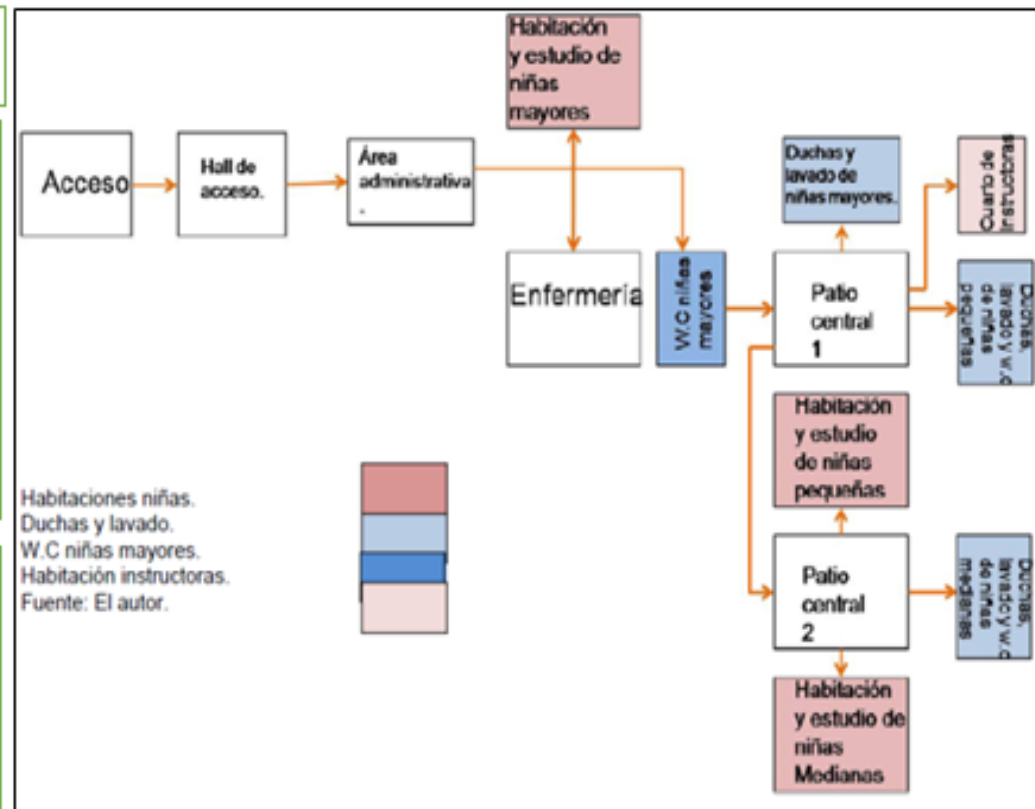 Habitación
y estudio de
niñas
mayores
Acceso
Hall de
acceso.
Área
administrativa
.
Duchas y
lavado de
niñas mayores.
Cuarto de
instructoras
Enfermería
W.C niñas
mayores
Patio
central
1
Duchas,
lavado y w.c
de niñas
pequeñas
Habitación
y estudio
de niñas
pequeñas
Habitaciones niñas.
Duchas y lavado.
W.C niñas mayores.
Habitación instructoras.
Fuente: El autor.
Patio
central
2
Duchas,
lavado y w.c
de niñas
medianas
Habitación
y estudio de
niñas
Medianas